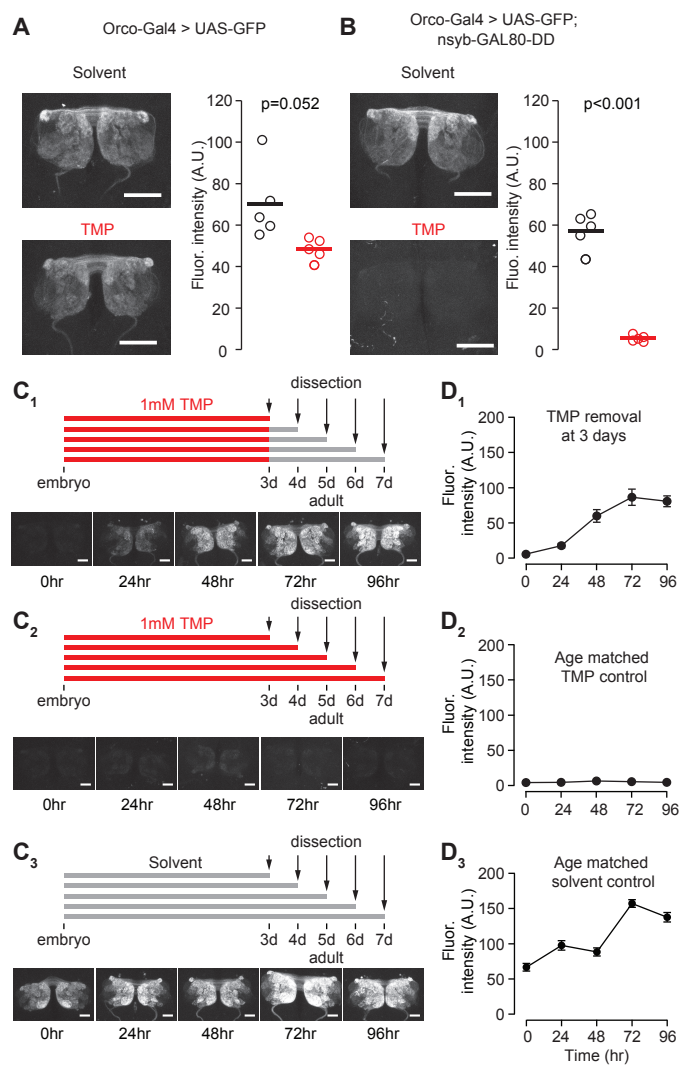 A
Orco-Gal4 > UAS-GFP
Solvent
TMP
Fluor. intensity (A.U.)
120
100
80
60
40
20
0
p=0.052
B
Orco-Gal4 > UAS-GFP;
nsyb-GAL80-DD
Solvent
TMP
Fluo. intensity (A.U.)
120
100
80
60
40
20
0
p<0.001
C1
dissection
1mM TMP
embryo
3d 4d 5d 6d 7d
adult
0hr 24hr 48hr 72hr 96hr
D1
TMP removal
at 3 days
Fluor.
intensity (A.U.)
200
150
100
50
0
0 24 48 72 96
C2
dissection
1mM TMP
embryo
3d 4d 5d 6d 7d
adult
0hr 24hr 48hr 72hr 96hr
D2
Age matched
TMP control
Fluor.
intensity (A.U.)
200
150
100
50
0
0 24 48 72 96
C3
dissection
Solvent
embryo
3d 4d 5d 6d 7d
adult
0hr 24hr 48hr 72hr 96hr
D3
Age matched
solvent control
Fluor.
intensity (A.U.)
200
150
100
50
0
0 24 48 72 96
Time (hr)